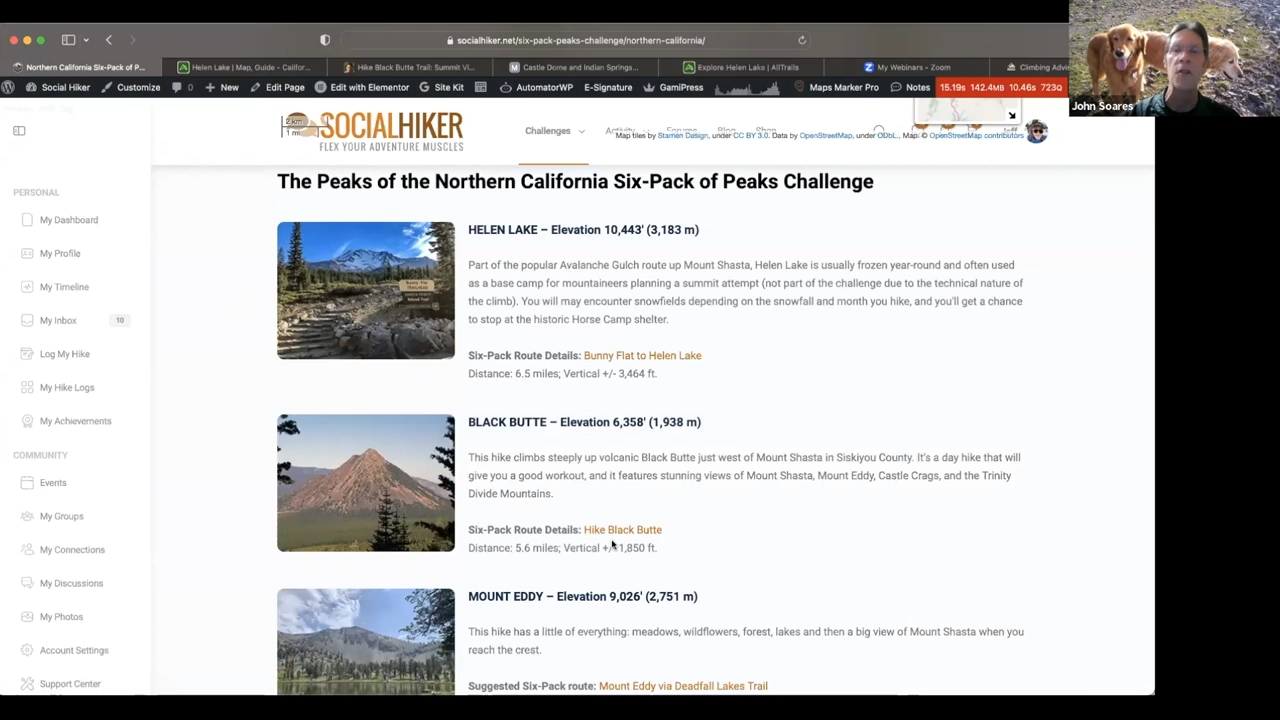 socialhiker.net/six-pack-peaks-challenge/northern-california/
Northern California Six-Pack of P...
Helen Lake | Map, Guide - Califor...
Hike Black Butte Trail: Summit Vi...
Castle Dome and Indian Springs...
Explore Helen Lake | AllTrails
My Webinars - Zoom
Climbing Advis
Social Hiker
Customize
0
New
Edit Page
Edit with Elementor
Site Kit
AutomatorWP
E-Signature
GamiPress
Maps Marker Pro
Notes
15.19s 142.4MB 10.46s 723Q
John Soares
2 km
1 mi
SOCIALHIKER
FLEX YOUR ADVENTURE MUSCLES
Challenges
Activity
Forums
Blog
Shop
Map tiles by Stamen Design, under CC BY 3.0. Data by OpenStreetMap, under ODbL., Map: © OpenStreetMap contributors
PERSONAL
My Dashboard
My Profile
My Timeline
My Inbox 10
Log My Hike
My Hike Logs
My Achievements
COMMUNITY
Events
My Groups
My Connections
My Discussions
My Photos
Account Settings
Support Center
The Peaks of the Northern California Six-Pack of Peaks Challenge
HELEN LAKE – Elevation 10,443' (3,183 m)
Part of the popular Avalanche Gulch route up Mount Shasta, Helen Lake is usually frozen year-round and often used
as a base camp for mountaineers planning a summit attempt (not part of the challenge due to the technical nature of
the climb). You will may encounter snowfields depending on the snowfall and month you hike, and you'll get a chance
to stop at the historic Horse Camp shelter.
Six-Pack Route Details: Bunny Flat to Helen Lake
Distance: 6.5 miles; Vertical +/- 3,464 ft.
BLACK BUTTE – Elevation 6,358' (1,938 m)
This hike climbs steeply up volcanic Black Butte just west of Mount Shasta in Siskiyou County. It's a day hike that will
give you a good workout, and it features stunning views of Mount Shasta, Mount Eddy, Castle Crags, and the Trinity
Divide Mountains.
Six-Pack Route Details: Hike Black Butte
Distance: 5.6 miles; Vertical +/- 1,850 ft.
MOUNT EDDY – Elevation 9,026' (2,751 m)
This hike has a little of everything: meadows, wildflowers, forest, lakes and then a big view of Mount Shasta when you
reach the crest.
Suggested Six-Pack route: Mount Eddy via Deadfall Lakes Trail